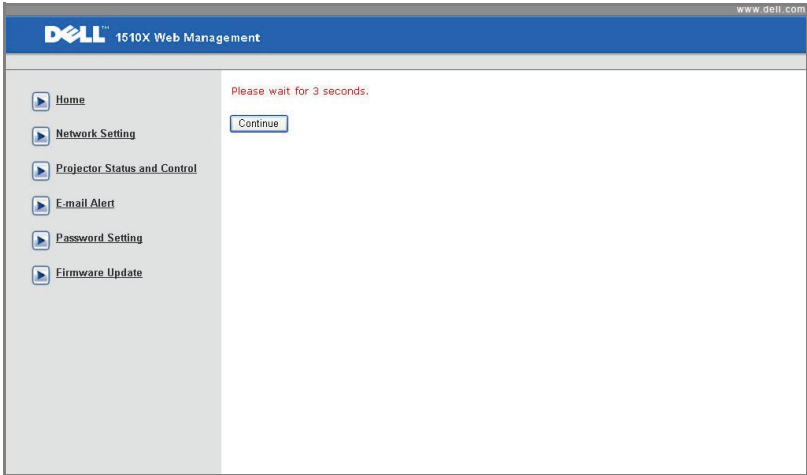 www.dell.com
DELL™ 1510X Web Management
Home
Network Setting
Projector Status and Control
E-mail Alert
Password Setting
Firmware Update
Please wait for 3 seconds.
Continue